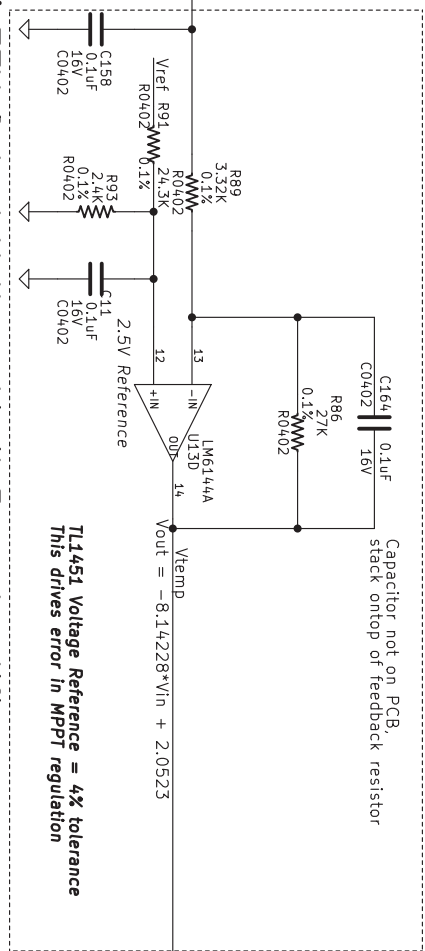 Capacitor not on PCB,
stack ontop of feedback resistor
C164 0.1uF
C0402 16V
R86
27K
0.1%
R0402
R89
3.32K
0.1%
R0402
13
-IN
LM6144A
U13D
OUT
14
Vtemp
Vout = -8.14228*Vin + 2.0523
12
+IN
Vref R91 24.3K
R0402 0.1%
2.5V Reference
C158
0.1uF
16V
C0402
R93
2.4K
0.1%
R0402
C11
0.1uF
16V
C0402
TL1451 Voltage Reference = 4% tolerance
This drives error in MPPT regulation